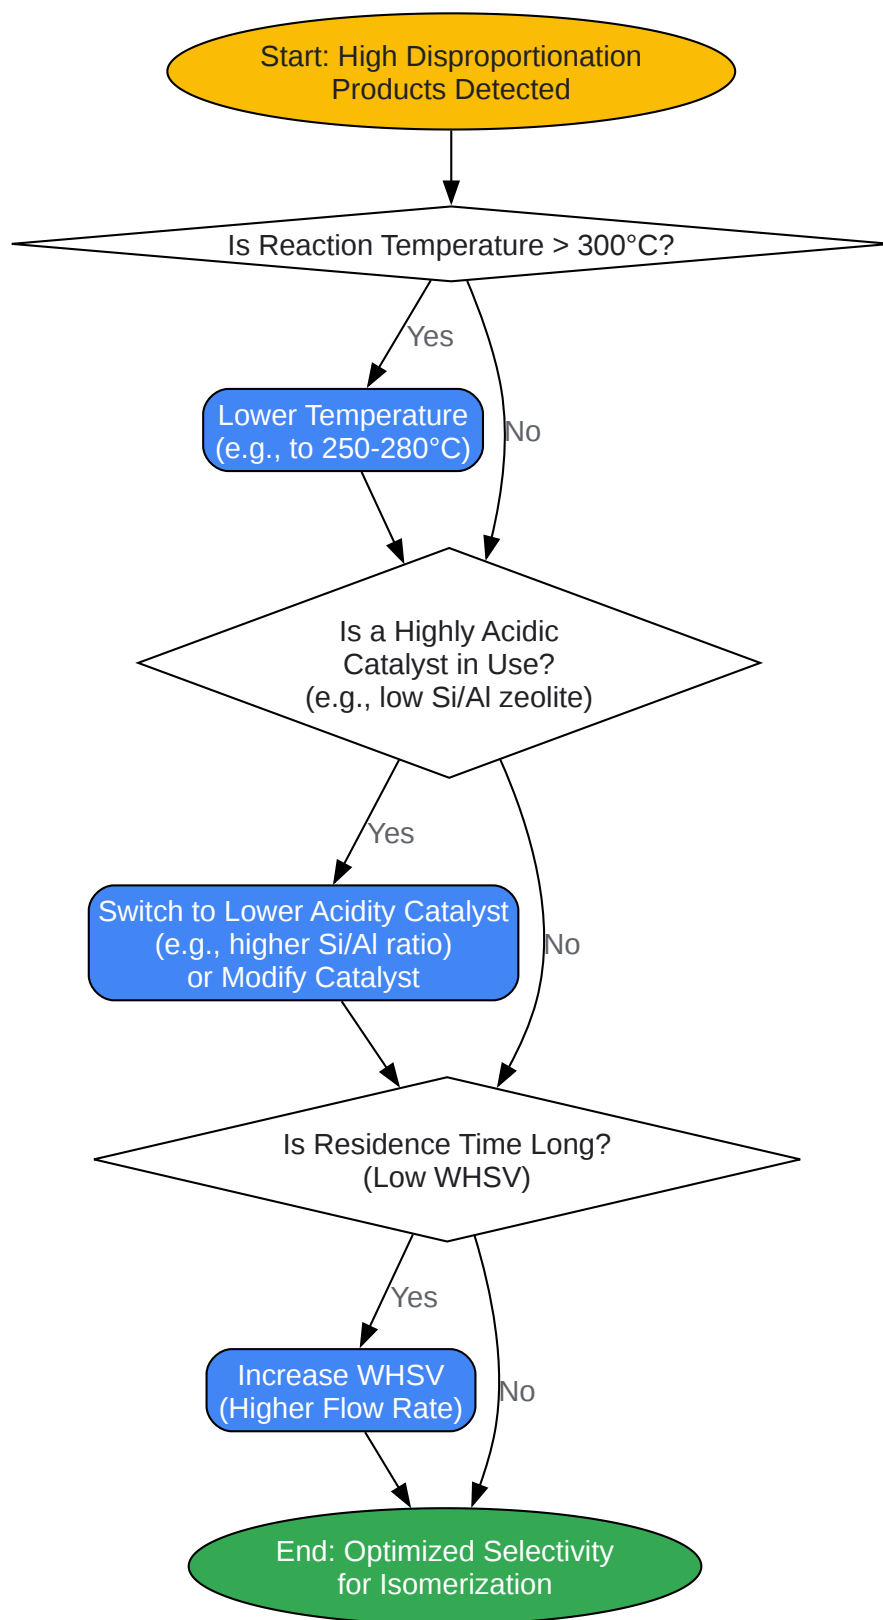 Start: High Disproportionation
Products Detected
Is Reaction Temperature > 300°C?
Yes
Lower Temperature
(e.g., to 250-280°C)
No
Is a Highly Acidic
Catalyst in Use?
(e.g., low Si/Al zeolite)
Yes
Switch to Lower Acidity Catalyst
(e.g., higher Si/Al ratio)
or Modify Catalyst
No
Is Residence Time Long?
(Low WHSV)
Yes
Increase WHSV
(Higher Flow Rate)
No
End: Optimized Selectivity
for Isomerization